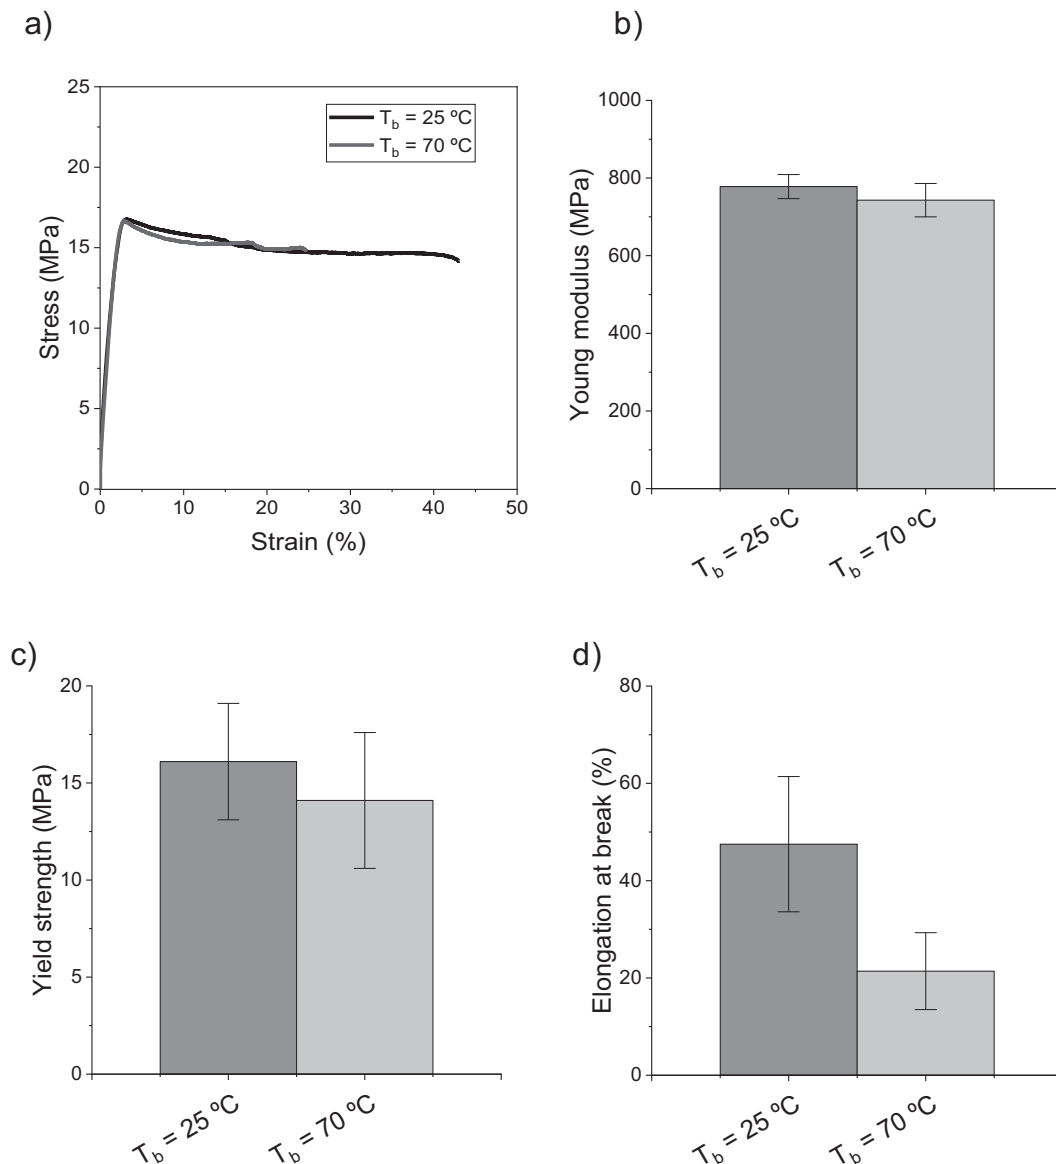 a)
25
20
15
10
5
0
0 10 20 30 40 50
Stress (MPa)
Strain (%)
T_b = 25 ºC
T_b = 70 ºC
b)
1000
800
600
400
200
0
Young modulus (MPa)
T_b = 25 ºC
T_b = 70 ºC
c)
20
15
10
5
0
Yield strength (MPa)
T_b = 25 ºC
T_b = 70 ºC
d)
80
60
40
20
0
Elongation at break (%)
T_b = 25 ºC
T_b = 70 ºC